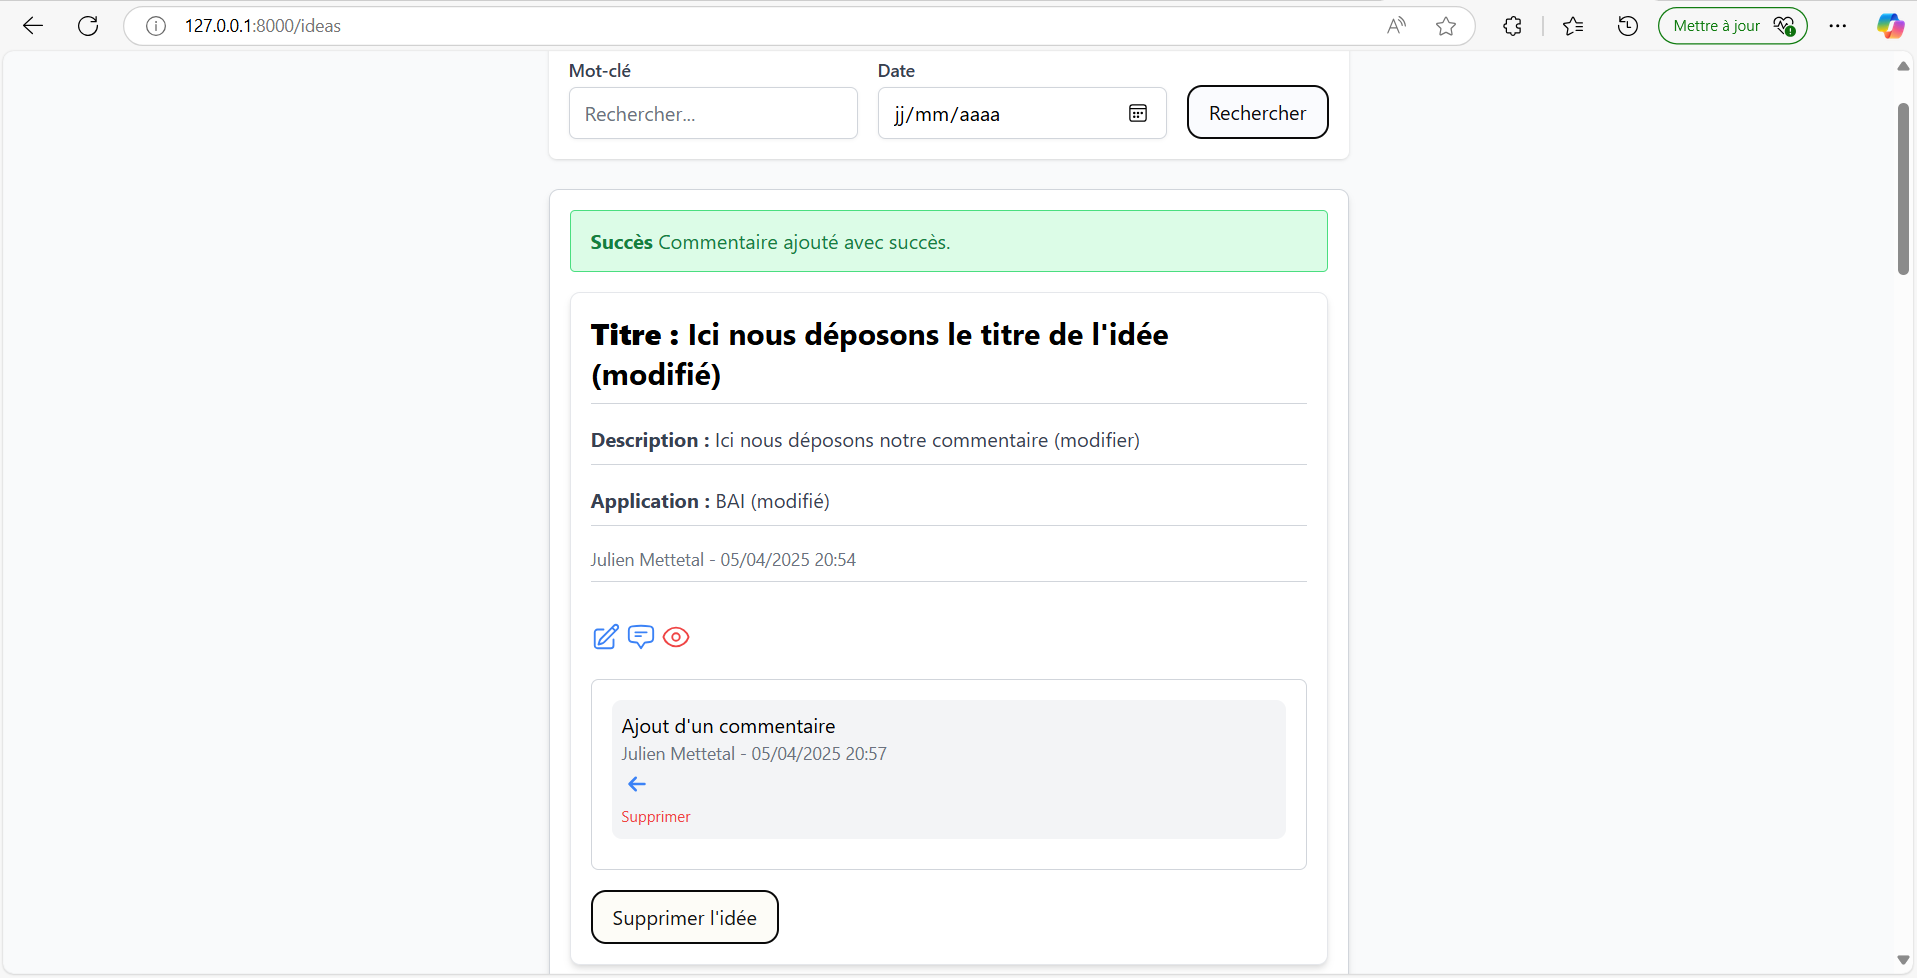 127.0.0.1:8000/ideas
Mettre à jour
Mot-clé
Date
Rechercher...
jj/mm/aaaa
Rechercher
Succès Commentaire ajouté avec succès.
Titre : Ici nous déposons le titre de l'idée
(modifié)
Description : Ici nous déposons notre commentaire (modifier)
Application : BAI (modifié)
Julien Mettetal - 05/04/2025 20:54
Ajout d'un commentaire
Julien Mettetal - 05/04/2025 20:57
Supprimer
Supprimer l'idée